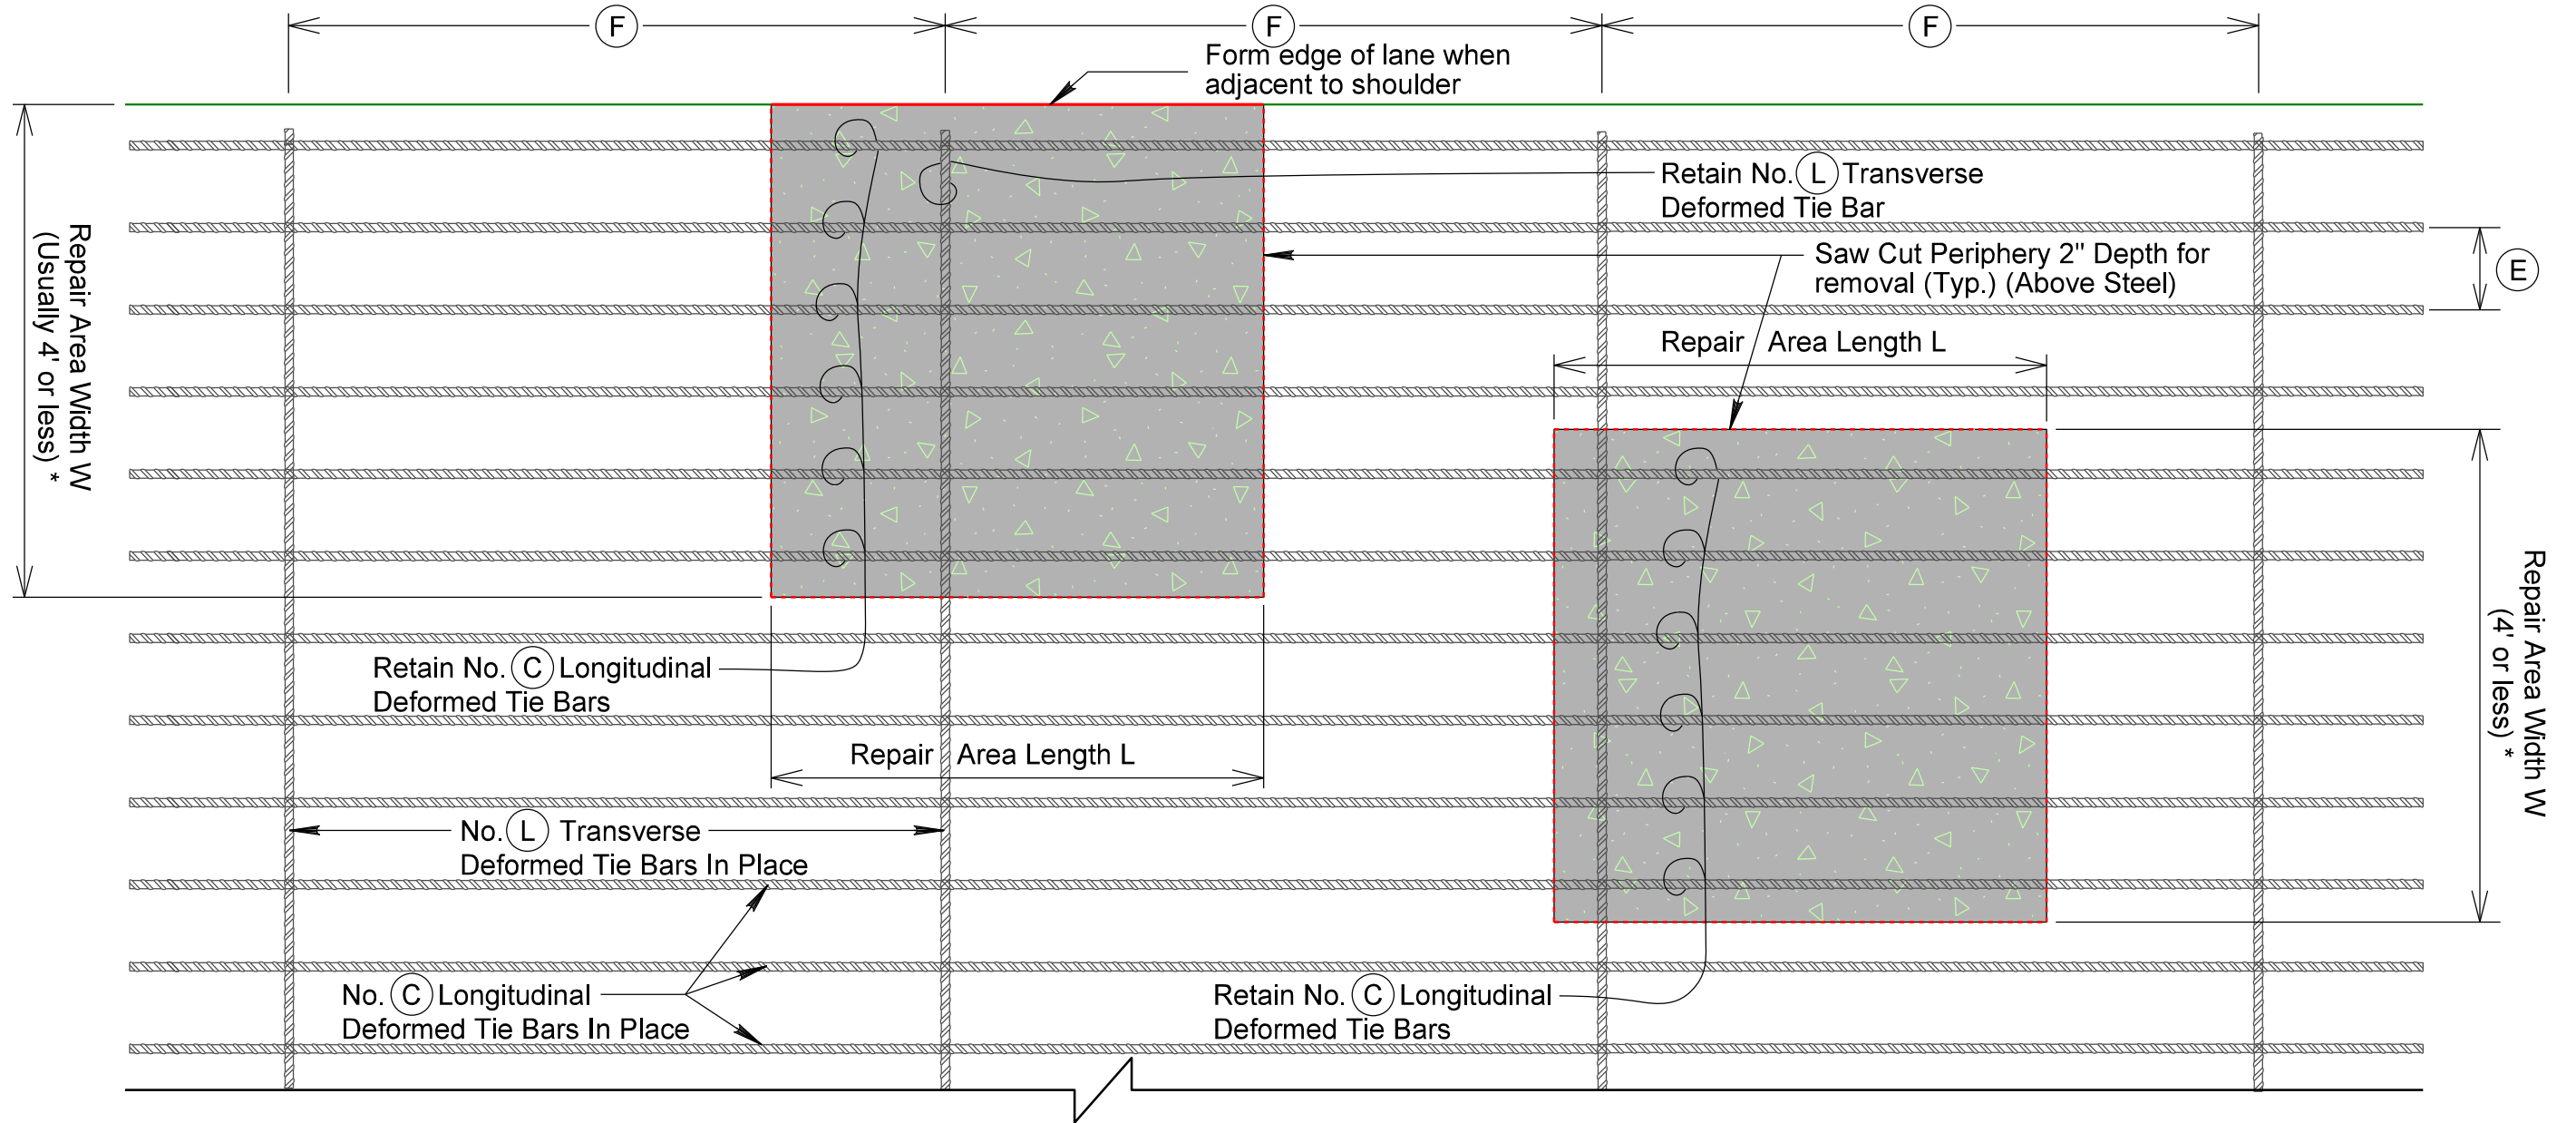 F
F
F
Form edge of lane when
adjacent to shoulder
Retain No. L Transverse
Deformed Tie Bar
Saw Cut Periphery 2" Depth for
removal (Typ.) (Above Steel)
E
Repair Area Width W
(Usually 4' or less) *
Repair Area Length L
Repair Area Width W
(4' or less) *
Retain No. C Longitudinal
Deformed Tie Bars
Repair Area Length L
No. L Transverse
Deformed Tie Bars In Place
No. C Longitudinal
Deformed Tie Bars In Place
Retain No. C Longitudinal
Deformed Tie Bars